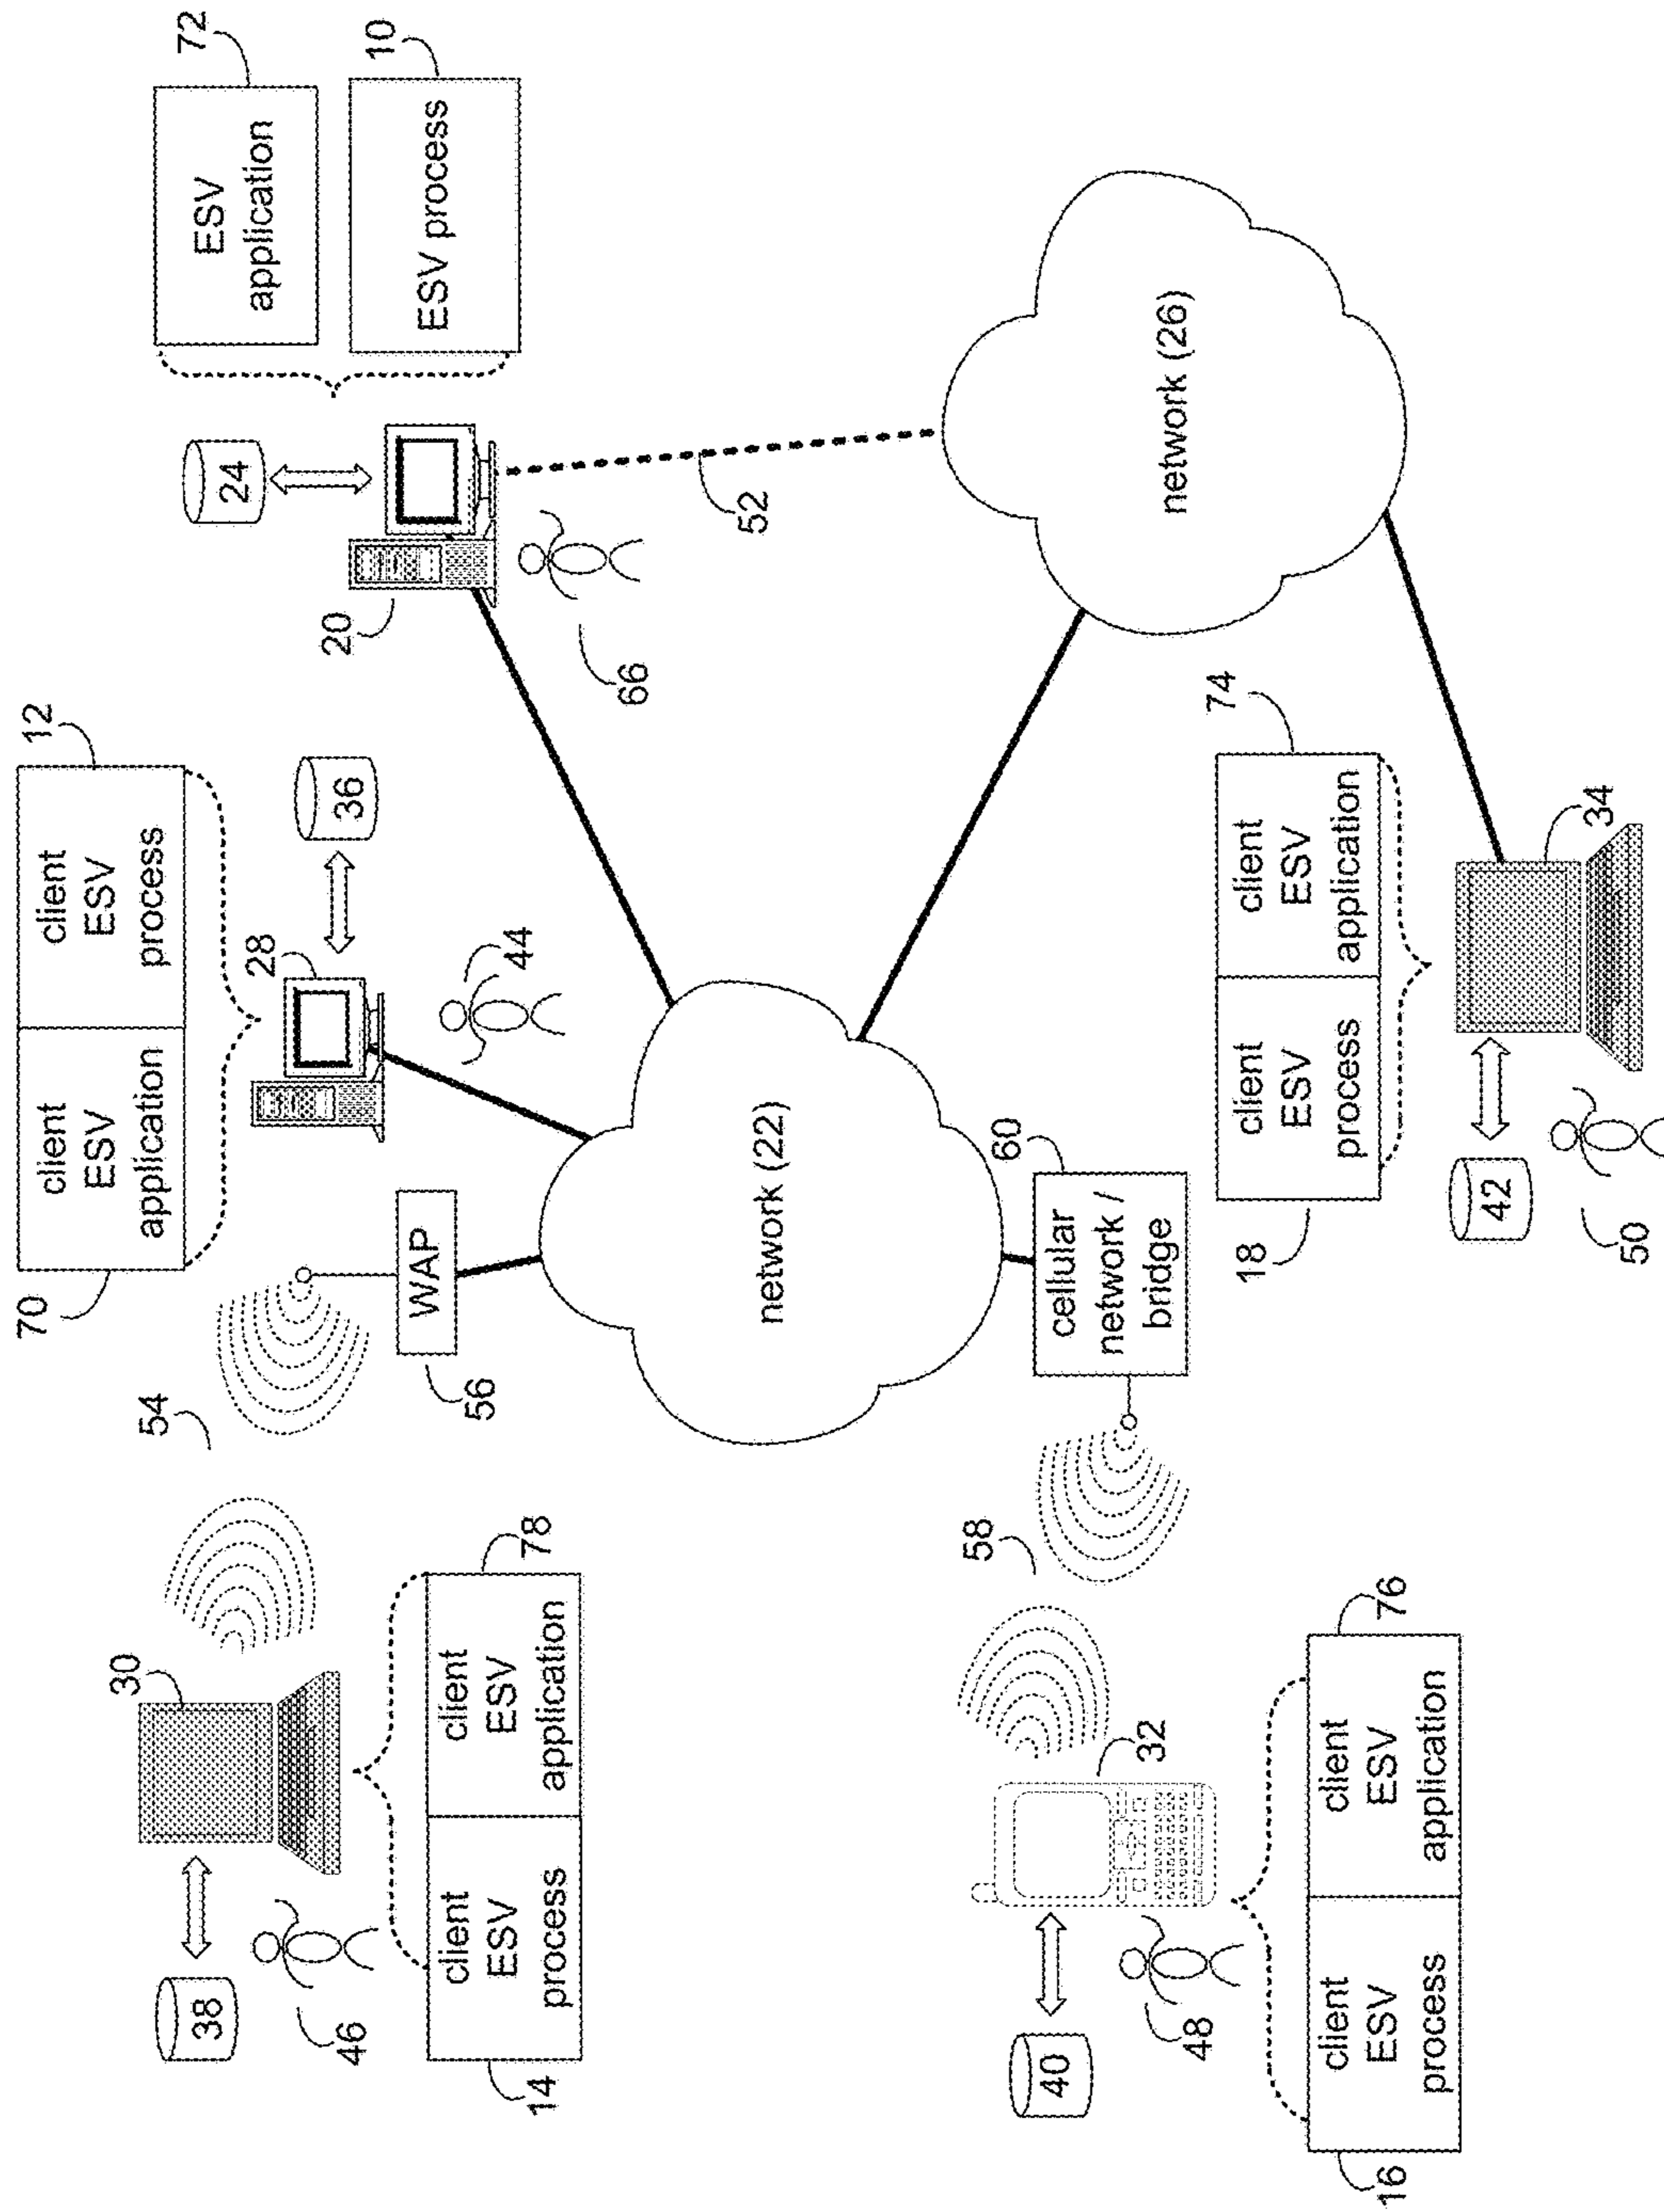 38
30
46
14
client
ESV
process
client
ESV
application
78
54
56
WAP
70
client
ESV
application
client
ESV
process
12
28
36
44
20
24
66
72
ESV
application
10
ESV process
40
32
48
16
client
ESV
process
client
ESV
application
76
58
60
cellular
network /
bridge
network (22)
52
network (26)
18
client
ESV
process
client
ESV
application
74
42
34
50